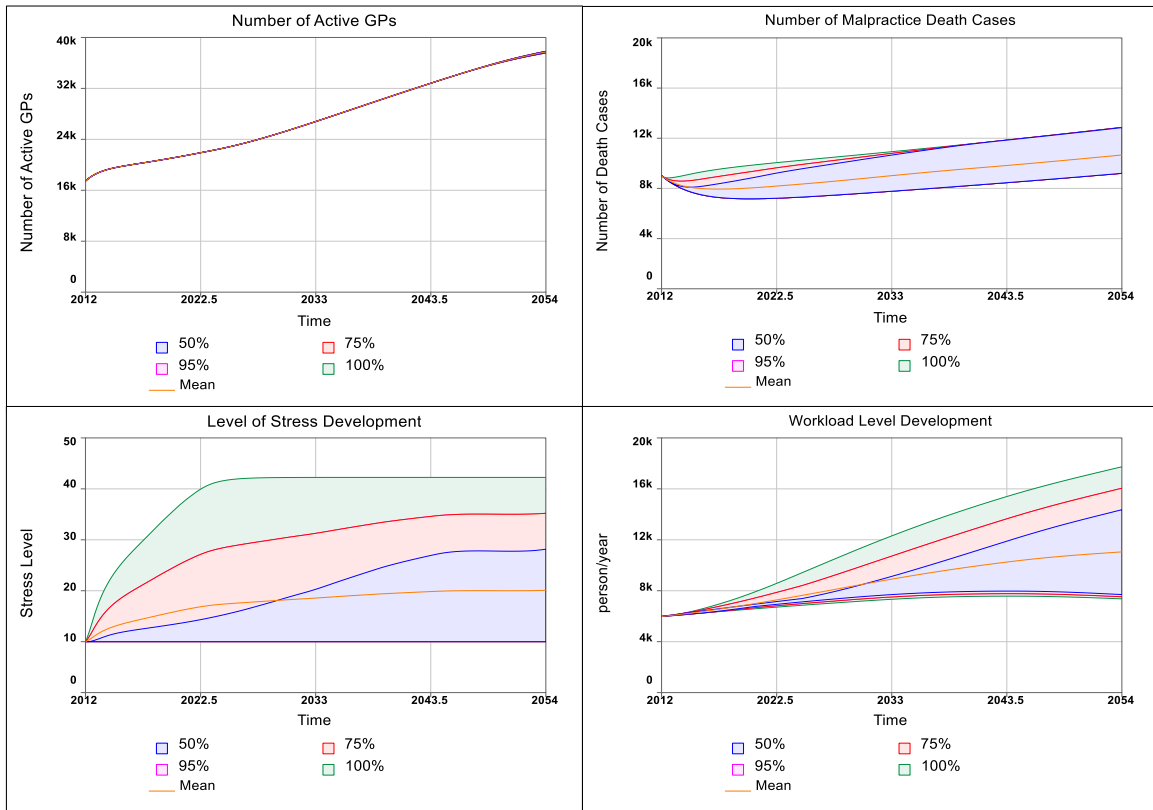 Number of Active GPs
Number of Active GPs
40k
32k
24k
16k
8k
0
2012 2022.5 2033 2043.5 2054
Time
50% 75%
95% 100%
Mean
Number of Malpractice Death Cases
Number of Death Cases
20k
16k
12k
8k
4k
0
2012 2022.5 2033 2043.5 2054
Time
50% 75%
95% 100%
Mean
Level of Stress Development
Stress Level
50
40
30
20
10
0
2012 2022.5 2033 2043.5 2054
Time
50% 75%
95% 100%
Mean
Workload Level Development
person/year
20k
16k
12k
8k
4k
0
2012 2022.5 2033 2043.5 2054
Time
50% 75%
95% 100%
Mean